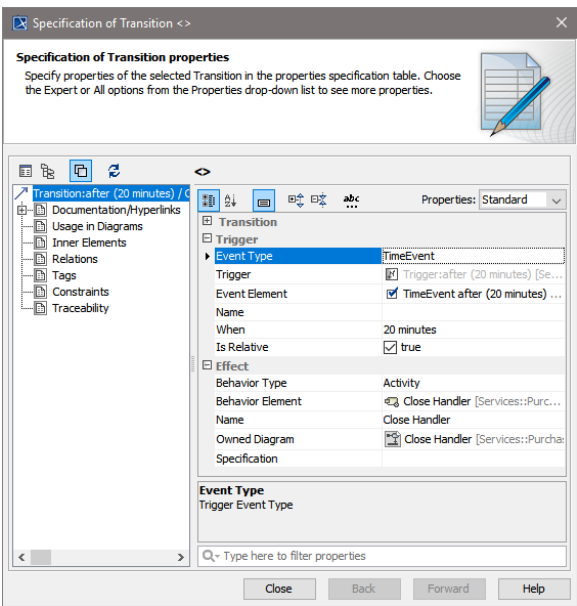 Specification of Transition <>
Specification of Transition properties
Specify properties of the selected Transition in the properties specification table. Choose
the Expert or All options from the Properties drop-down list to see more properties.
<>
Transition:after (20 minutes) / C
Documentation/Hyperlinks
Usage in Diagrams
Inner Elements
Relations
Tags
Constraints
Traceability
Properties: Standard
Transition
Trigger
Event Type TimeEvent
Trigger Trigger:after (20 minutes) [Se...
Event Element TimeEvent after (20 minutes) ...
Name
When 20 minutes
Is Relative true
Effect
Behavior Type Activity
Behavior Element Close Handler [Services::Purc...
Name Close Handler
Owned Diagram Close Handler [Services::Purcha
Specification
Event Type
Trigger Event Type
Type here to filter properties
Close Back Forward Help